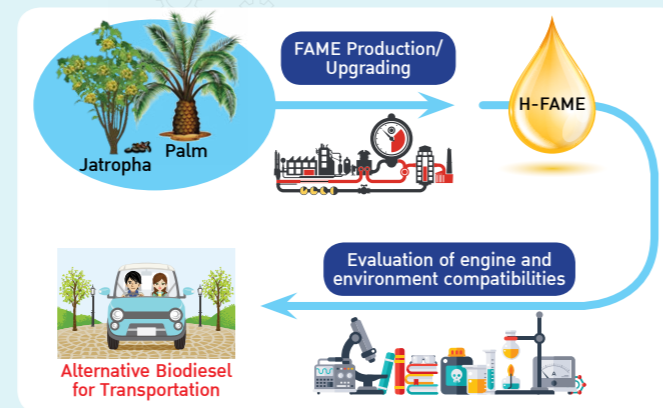 FAME Production/
Upgrading
H-FAME
Jatropha
Palm
Evaluation of engine and
environment compatibilities
Alternative Biodiesel
for Transportation